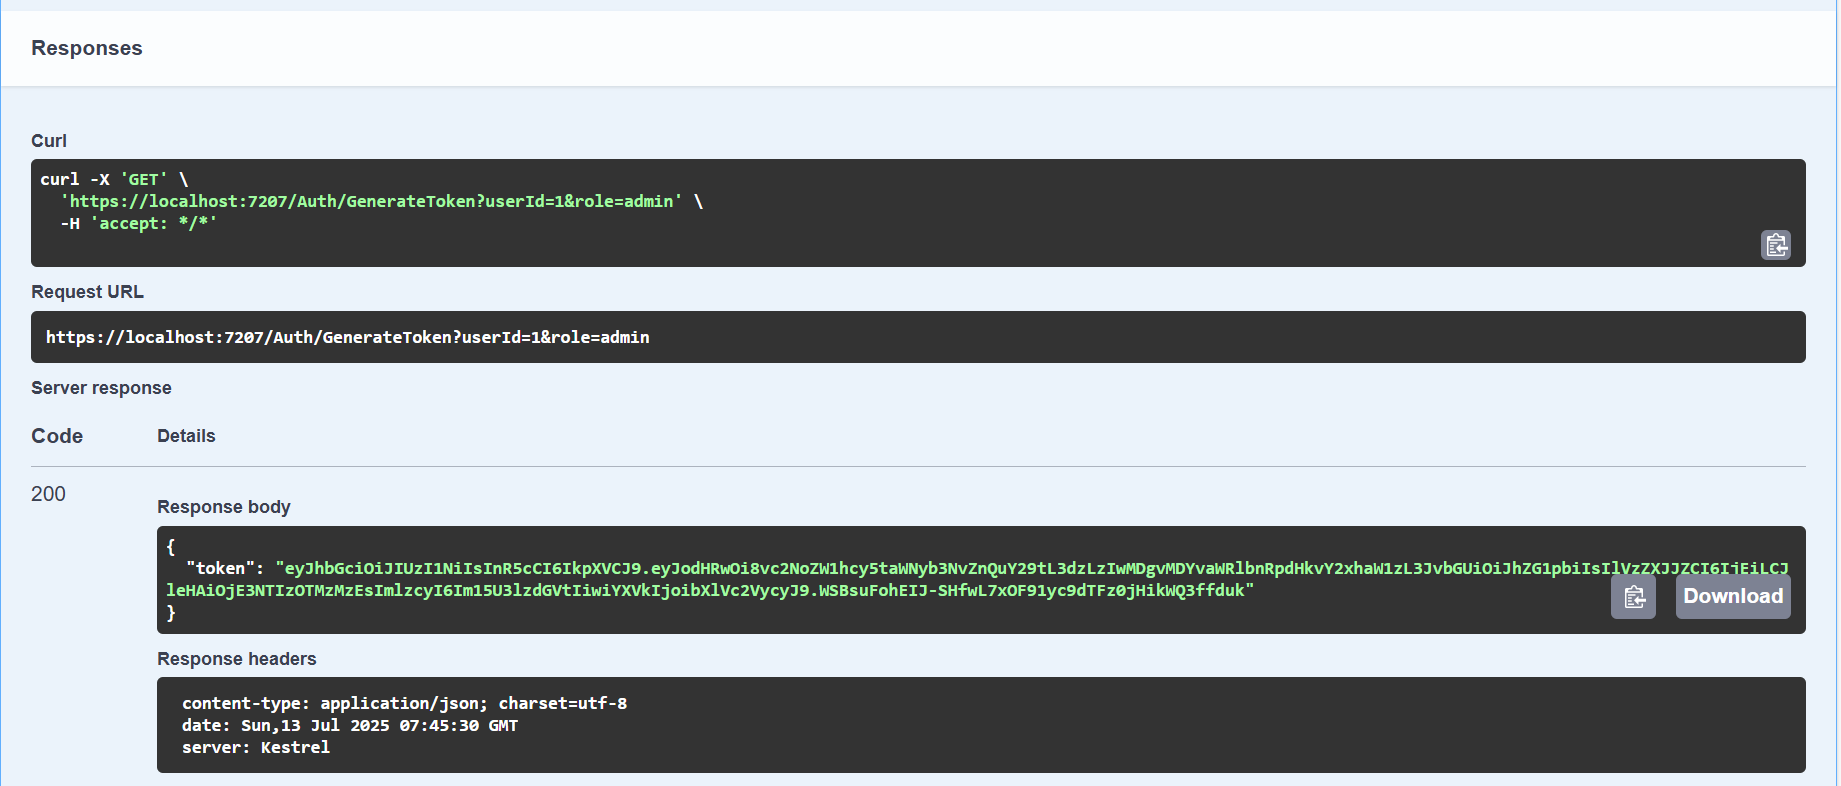 Responses
Curl
curl -X 'GET' \
'https://localhost:7207/Auth/GenerateToken?userId=1&role=admin' \
-H 'accept: */*'
Request URL
https://localhost:7207/Auth/GenerateToken?userId=1&role=admin
Server response
Code Details
200
Response body
{
"token": "eyJhbGciOiJIUzI1NiIsInR5cCI6IkpXVCJ9.eyJodHRwOi8vc2NoZW1hcy5taWNyb3NvZnQuY29tL3dzLzIwMDgvMDYvaWRlbnRpdHkvY2xhaW1zL3JvbGUiOiJhZG1pbiIsIlVzZXJJZCI6IjEiLCJ
leHAiOjE3NTIzOTMzMzEsImlzcyI6Im15U3lzdGVtIiwiYXVkIjoibXlVc2VycyJ9.WSBsuFohEIJ-SHfwL7xOF91yc9dTFz0jHikWQ3ffduk"
}
Download
Response headers
content-type: application/json; charset=utf-8
date: Sun,13 Jul 2025 07:45:30 GMT
server: Kestrel